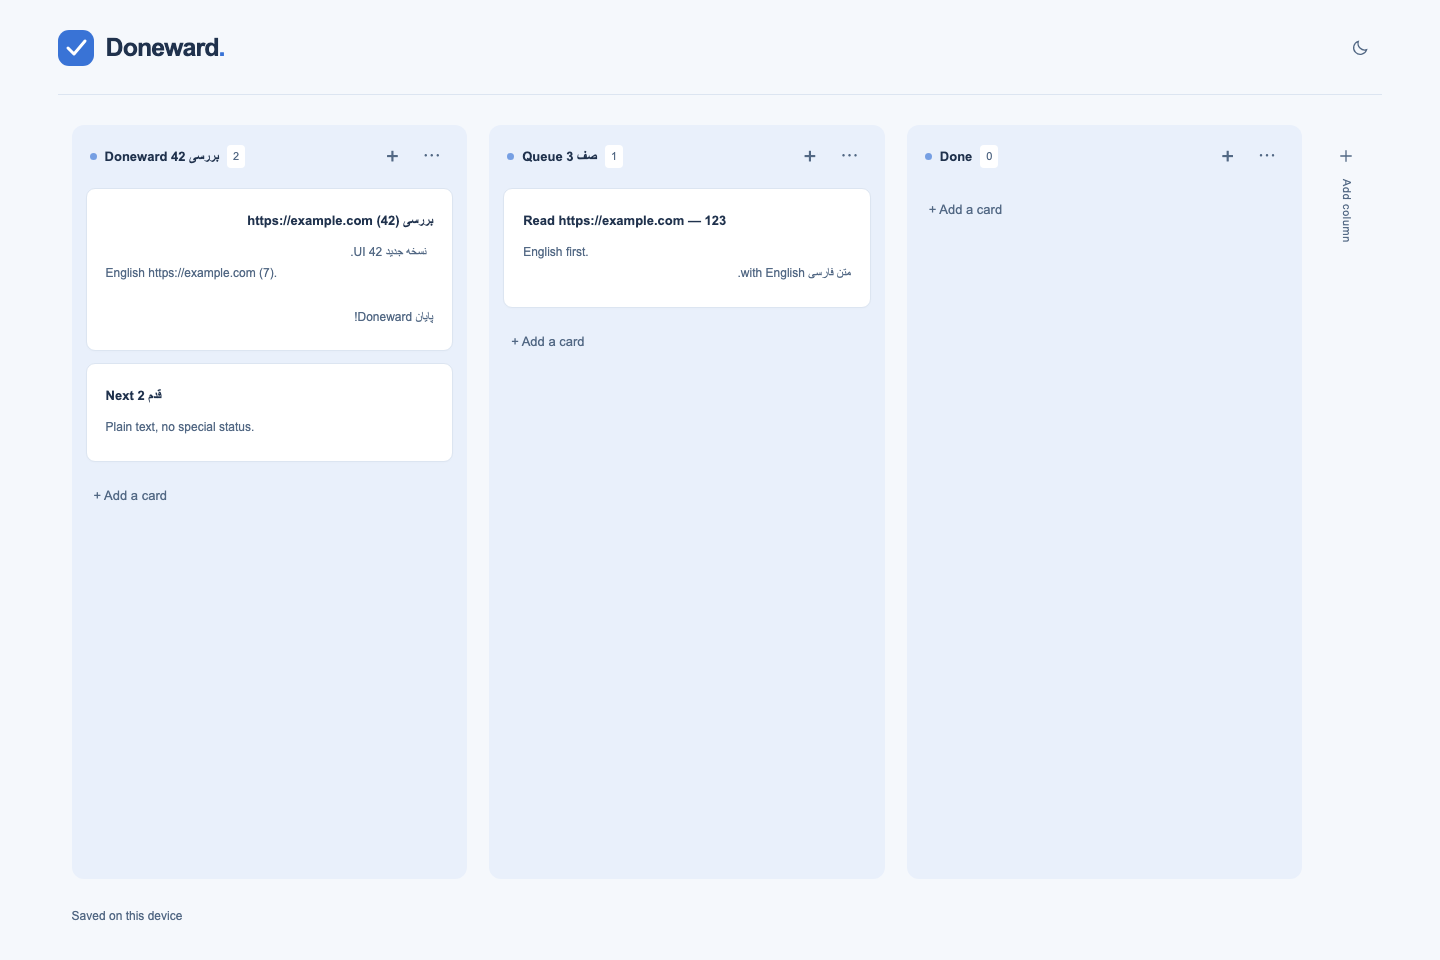 Doneward.
Doneward 42 بررسی 2
بررسی (42) https://example.com
نسخه جدید UI 42.
English https://example.com (7).
پایان Doneward!
Next 2 قدم
Plain text, no special status.
+ Add a card
Queue 3 صف 1
Read https://example.com — 123
English first.
متن فارسی with English.
+ Add a card
Done 0
+ Add a card
Add column
Saved on this device